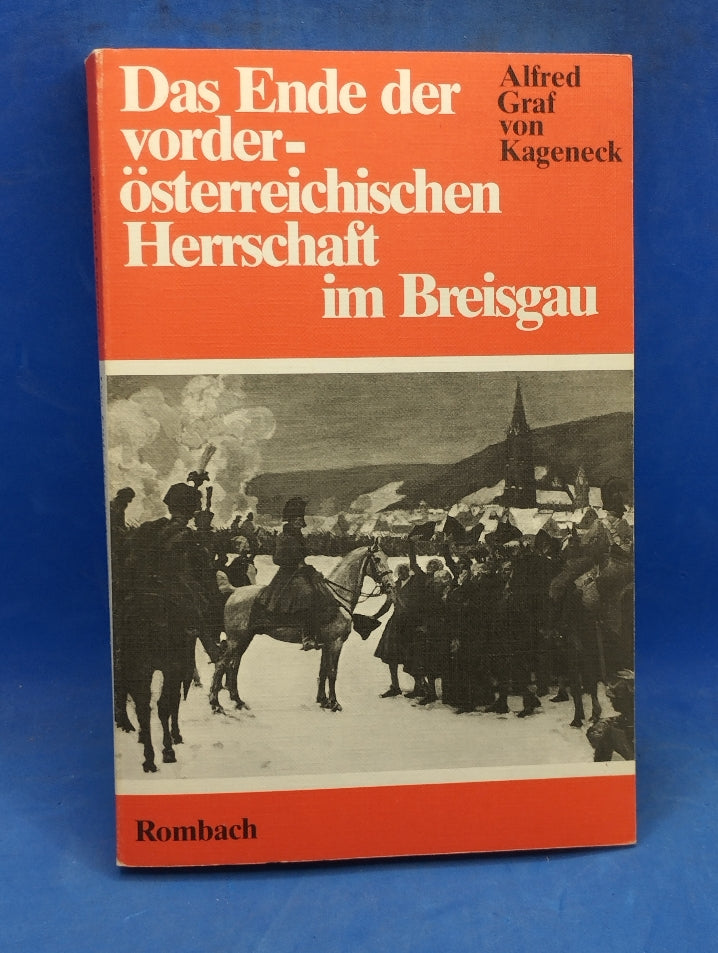 Das Ende der
vorder-
österreichischen
Herrschaft
im Breisgau
Alfred
Graf
von
Kageneck
Rombach